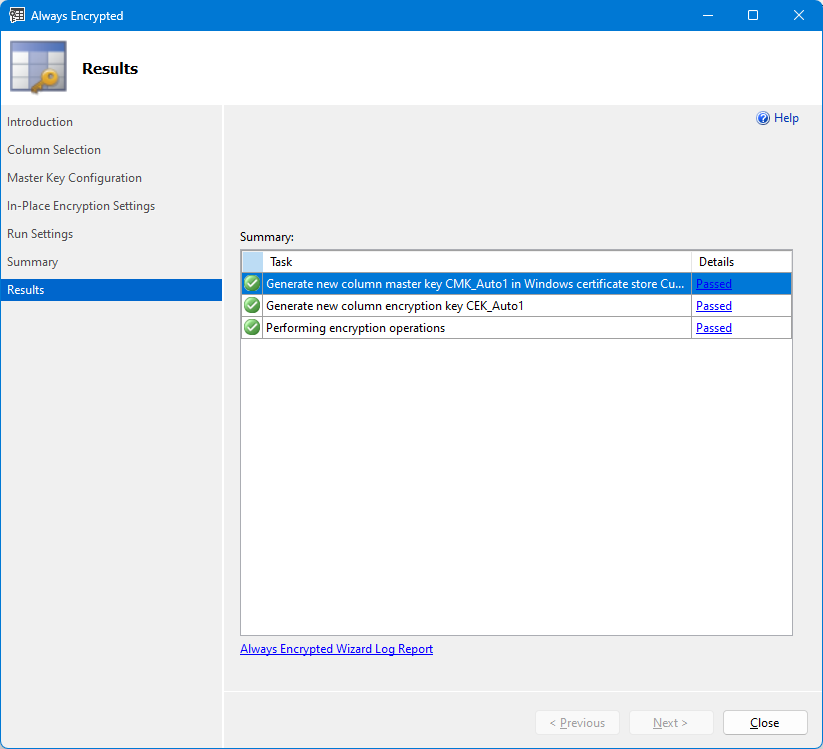 Always Encrypted
Results
Introduction
Column Selection
Master Key Configuration
In-Place Encryption Settings
Run Settings
Summary
Results
Help
Summary:
Task Details
Generate new column master key CMK_Auto1 in Windows certificate store Cu... Passed
Generate new column encryption key CEK_Auto1 Passed
Performing encryption operations Passed
Always Encrypted Wizard Log Report
< Previous Next > Close